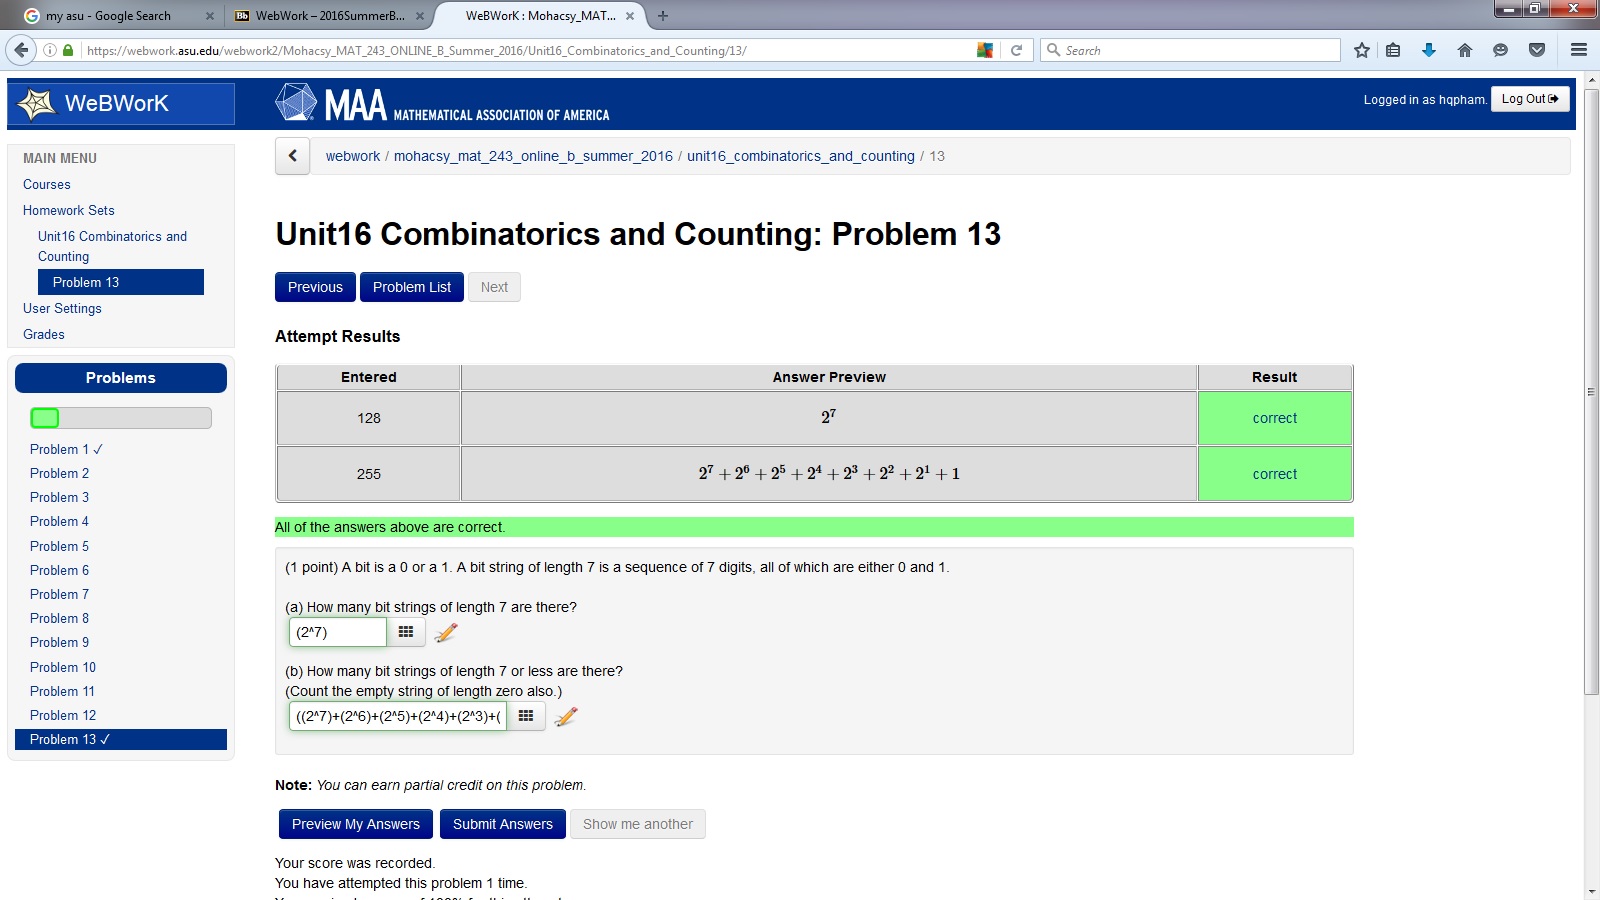 my asu - Google Search
WebWork – 2016SummerB...
WeBWorK : Mohacsy_MAT...
https://webwork.asu.edu/webwork2/Mohacsy_MAT_243_ONLINE_B_Summer_2016/Unit16_Combinatorics_and_Counting/13/
Search
WeBWorK
MAA MATHEMATICAL ASSOCIATION OF AMERICA
Logged in as hqpham.
Log Out
MAIN MENU
Courses
Homework Sets
Unit16 Combinatorics and
Counting
Problem 13
User Settings
Grades
Problems
Problem 1 ✓
Problem 2
Problem 3
Problem 4
Problem 5
Problem 6
Problem 7
Problem 8
Problem 9
Problem 10
Problem 11
Problem 12
Problem 13 ✓
webwork / mohacsy_mat_243_online_b_summer_2016 / unit16_combinatorics_and_counting / 13
Unit16 Combinatorics and Counting: Problem 13
Previous
Problem List
Next
Attempt Results
Entered Answer Preview Result
128 2^7 correct
255 2^7 + 2^6 + 2^5 + 2^4 + 2^3 + 2^2 + 2^1 + 1 correct
All of the answers above are correct.
(1 point) A bit is a 0 or a 1. A bit string of length 7 is a sequence of 7 digits, all of which are either 0 and 1.
(a) How many bit strings of length 7 are there?
(2^7)
(b) How many bit strings of length 7 or less are there?
(Count the empty string of length zero also.)
((2^7)+(2^6)+(2^5)+(2^4)+(2^3)+(
Note: You can earn partial credit on this problem.
Preview My Answers
Submit Answers
Show me another
Your score was recorded.
You have attempted this problem 1 time.